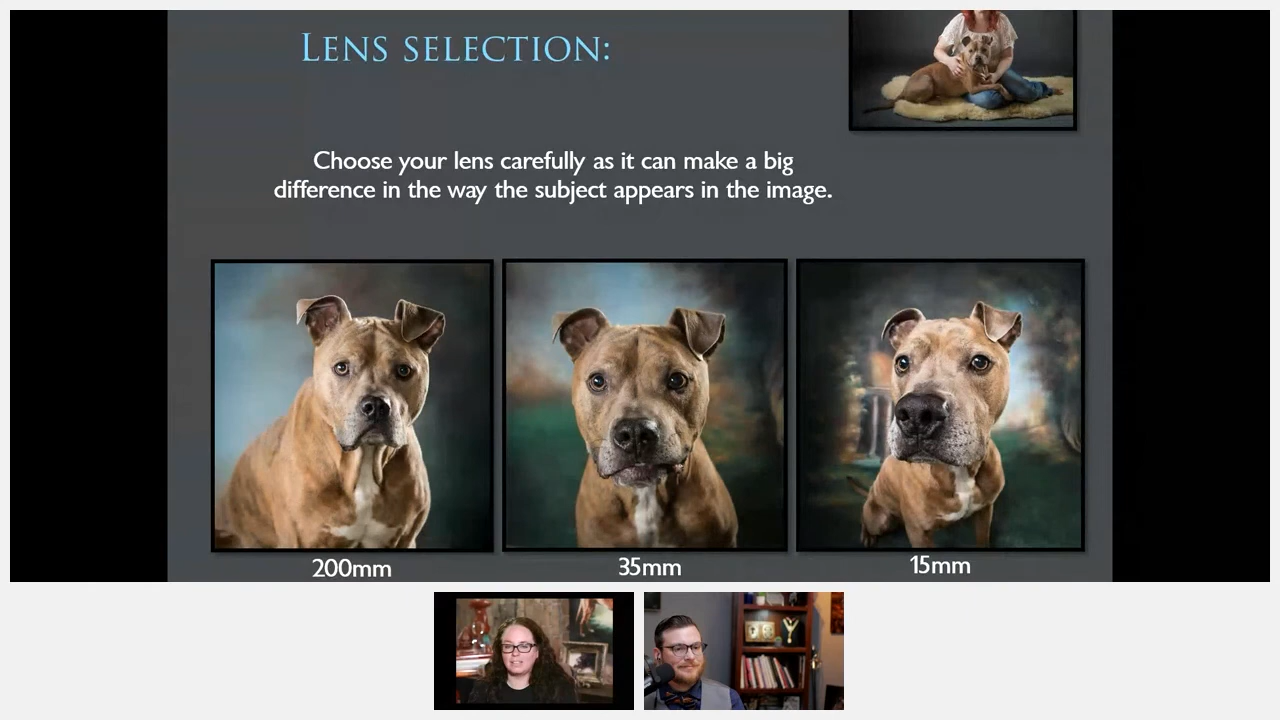 LENS SELECTION:
Choose your lens carefully as it can make a big
difference in the way the subject appears in the image.
200mm
35mm
15mm